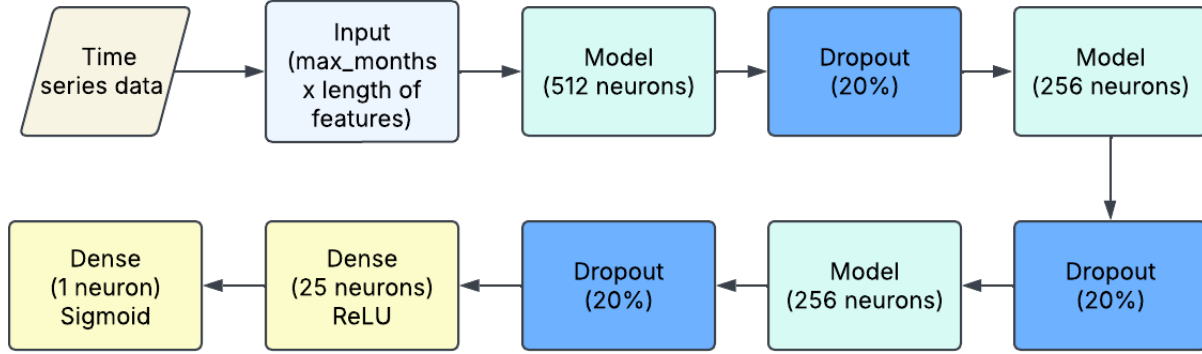 Time
series data
Input
(max_months
x length of
features)
Model
(512 neurons)
Dropout
(20%)
Model
(256 neurons)
Dropout
(20%)
Model
(256 neurons)
Dropout
(20%)
Dense
(25 neurons)
ReLU
Dense
(1 neuron)
Sigmoid